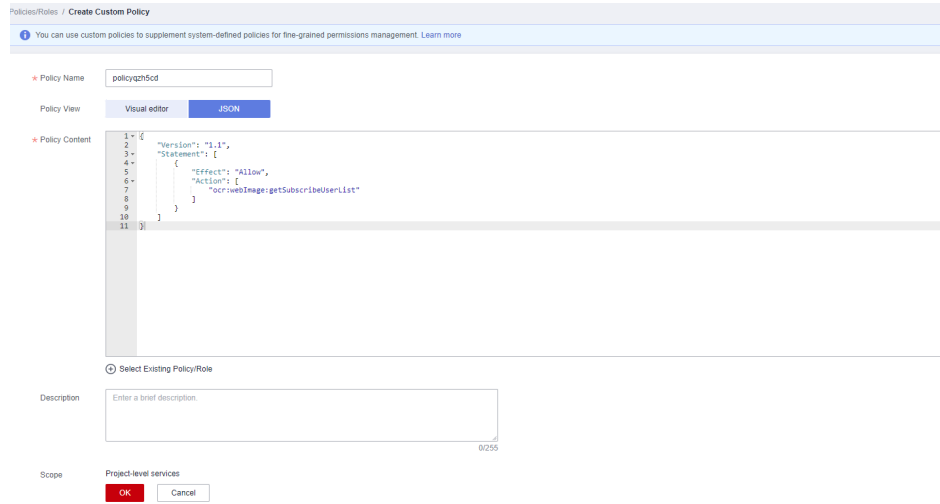 Policies/Roles / Create Custom Policy
You can use custom policies to supplement system-defined policies for fine-grained permissions management. Learn more
★ Policy Name policyqzh5cd
Policy View Visual editor JSON
★ Policy Content
1 {
2 "Version": "1.1",
3 "Statement": [
4 {
5 "Effect": "Allow",
6 "Action": [
7 "ocr:webImage:getSubscribeUserList"
8 ]
9 }
10 ]
11 }
Select Existing Policy/Role
Description Enter a brief description.
0/255
Scope Project-level services
OK Cancel